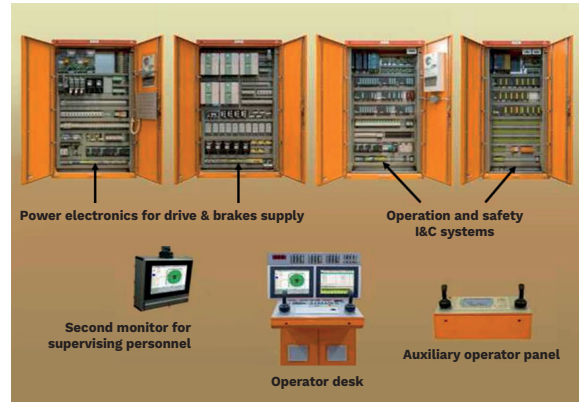 Power electronics for drive & brakes supply
Operation and safety
I&C systems
Second monitor for
supervising personnel
Operator desk
Auxiliary operator panel